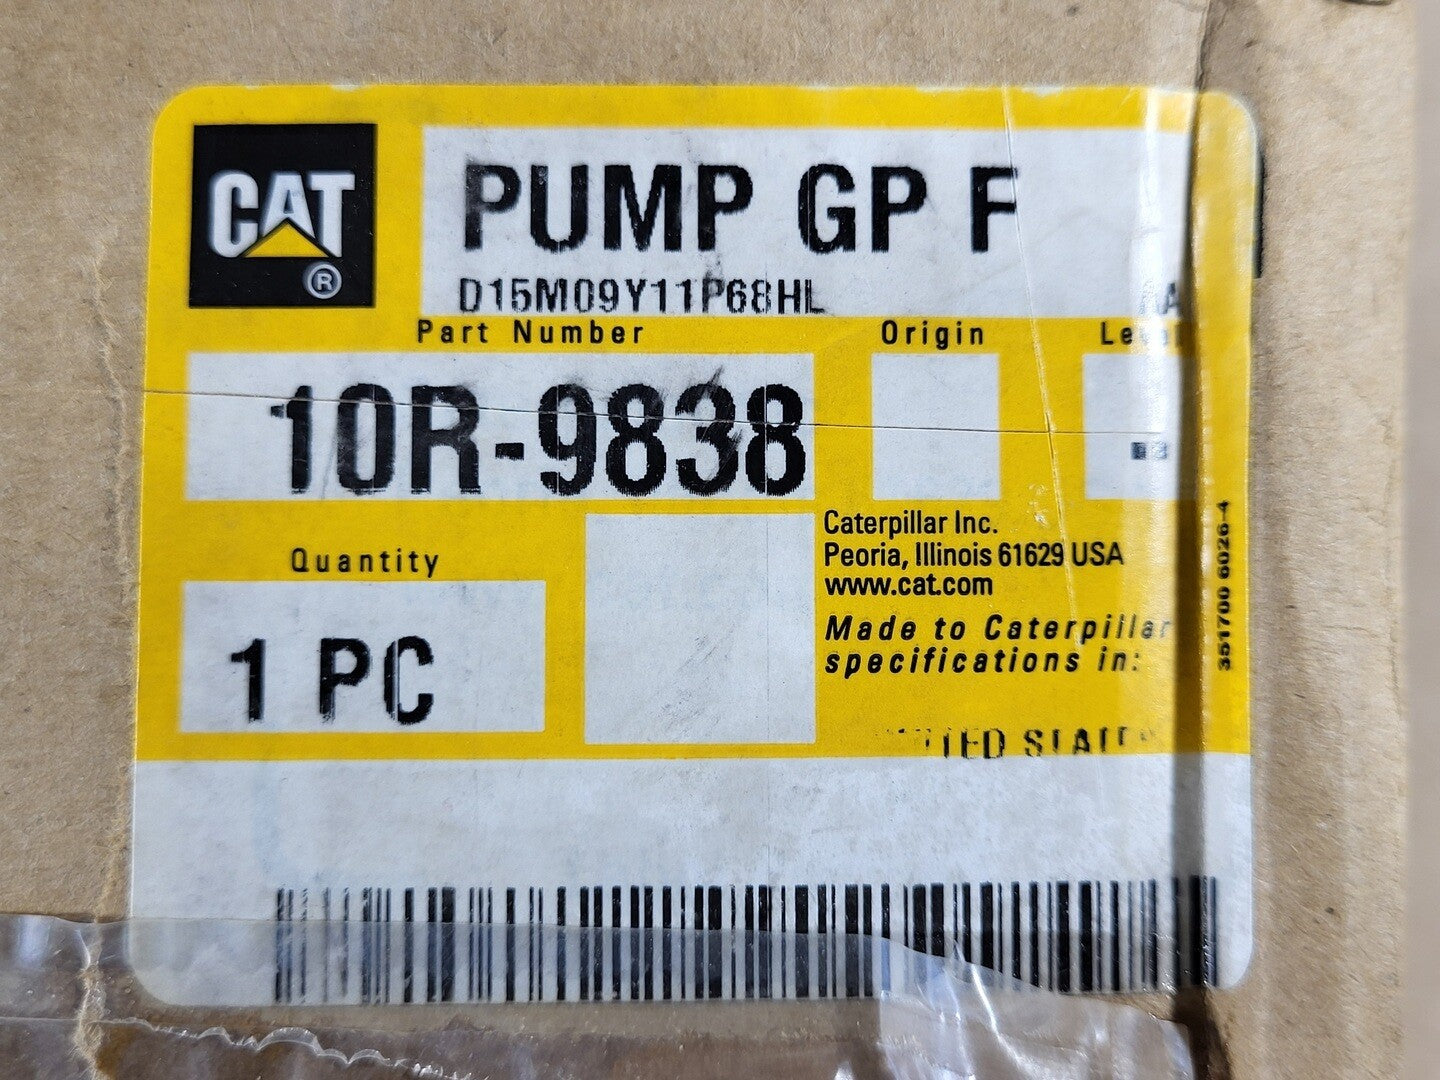 CAT
®
PUMP GP F
D15M09Y11P68HL
Part Number Origin Level
10R-9838
Quantity
1 PC
Caterpillar Inc.
Peoria, Illinois 61629 USA
www.cat.com
Made to Caterpillar
specifications in:
351700 6026-4